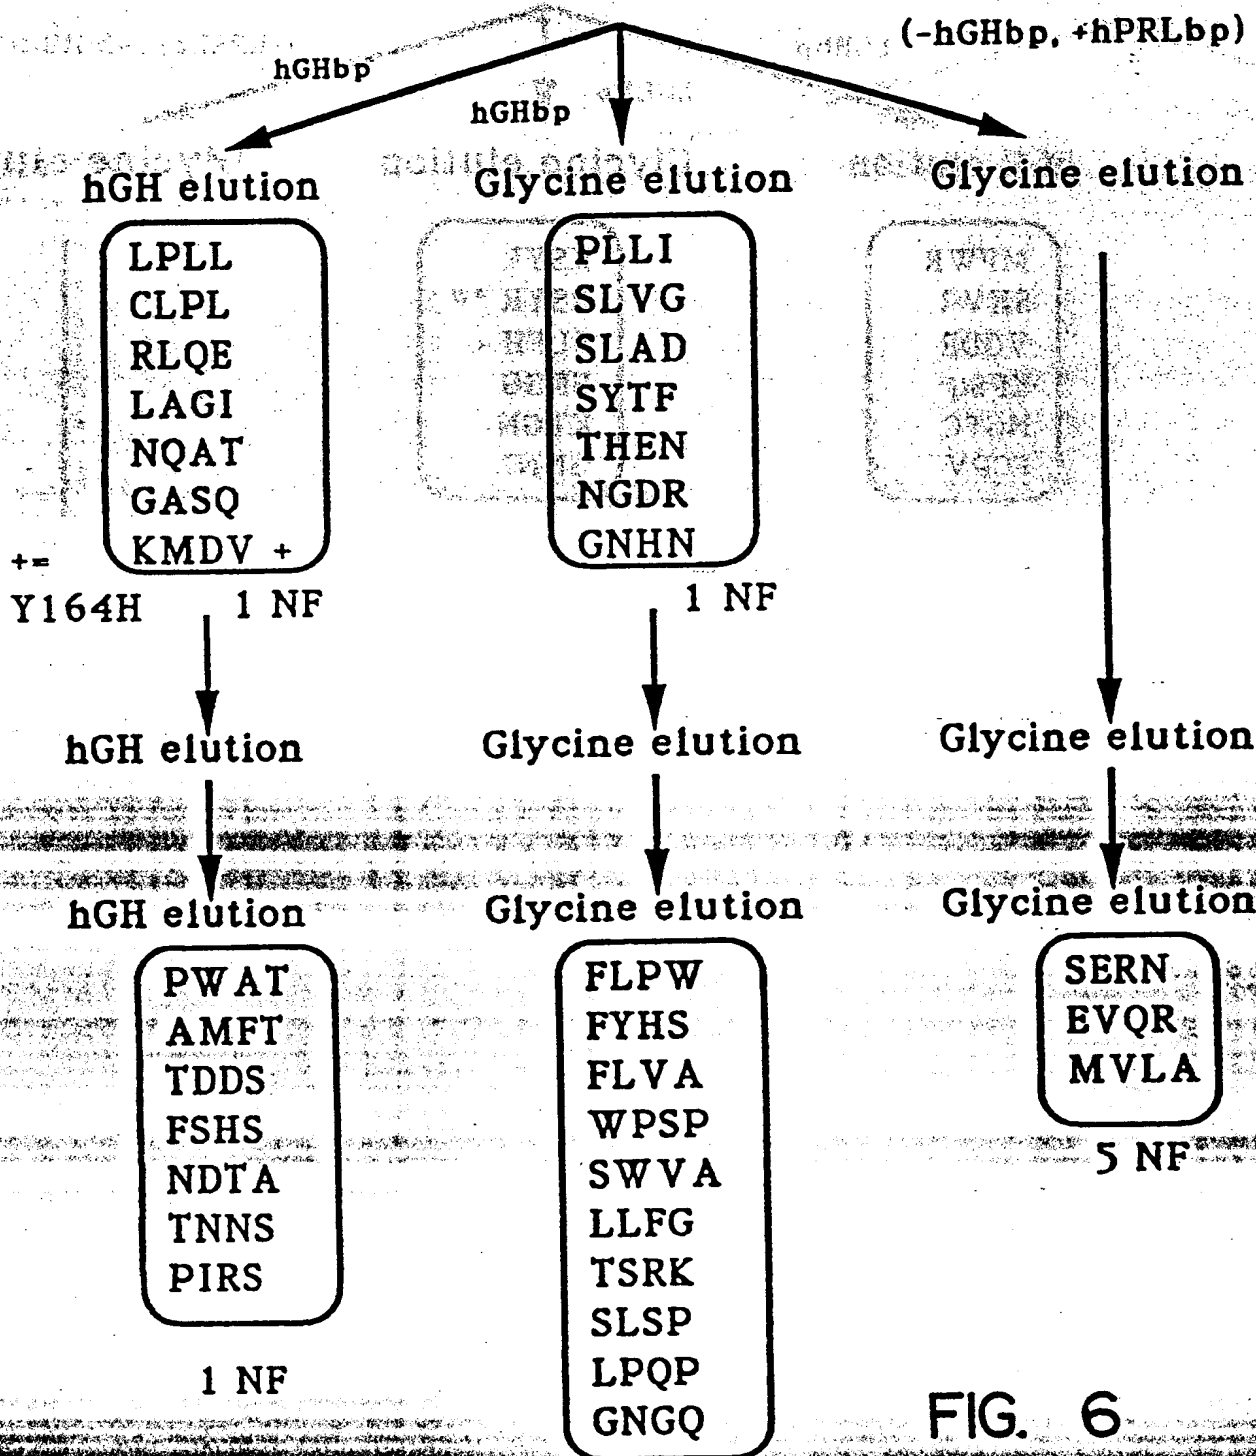 (-hGHbp, +hPRLbp)
hGHbp
hGHbp
hGH elution
LPLL
CLPL
RLQE
LAGI
NQAT
GASQ
KMDV +
+=
Y164H
1 NF
Glycine elution
PLLI
SLVG
SLAD
SYTF
THEN
NGDR
GNHN
1 NF
Glycine elution
hGH elution
Glycine elution
Glycine elution
hGH elution
PWAT
AMFT
TDDS
FSHS
NDTA
TNNS
PIRS
1 NF
Glycine elution
FLPW
FYHS
FLVA
WPSP
SWVA
LLFG
TSRK
SLSP
LPQP
GNGQ
Glycine elution
SERN
EVQR
MVLA
5 NF
FIG. 6